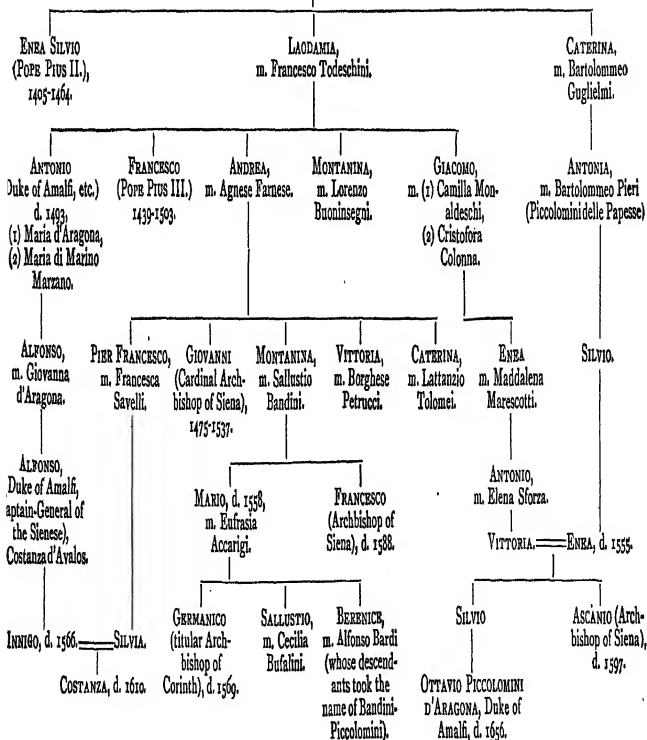 ENEA SILVIO
(POPE PIUS II.),
1405-1464.
LAODAMIA,
m. Francesco Todeschini.
CATERINA,
m. Bartolommeo
Guglielmi.
ANTONIO
Duke of Amalfi, etc.)
d. 1493,
(1) Maria d'Aragona,
(2) Maria di Marino
Marzano.
FRANCESCO
(POPE PIUS III.)
1439-1503.
ANDREA,
m. Agnese Farnese.
MONTANINA,
m. Lorenzo
Buoninsegni.
GIACOMO,
m. (1) Camilla Mon-
aldeschi,
(2) Cristofora
Colonna.
ANTONIA,
m. Bartolommeo Pieri
(Piccolomini delle Papesse)
ALFONSO,
m. Giovanna
d'Aragona.
PIER FRANCESCO,
m. Francesca
Savelli.
GIOVANNI
(Cardinal Arch-
bishop of Siena),
1475-1537.
MONTANINA,
m. Sallustio
Bandini.
VITTORIA,
m. Borghese
Petrucci.
CATERINA,
m. Lattanzio
Tolomei.
ENEA
m. Maddalena
Marescotti.
SILVIO.
ALFONSO,
Duke of Amalfi,
aptain-General of
the Sienese),
Costanza d'Avalos.
MARIO, d. 1558,
m. Eufrasia
Accarigi.
FRANCESCO
(Archbishop of
Siena), d. 1588.
ANTONIO,
m. Elena Sforza.
VITTORIA. ENEA, d. 1555.
INNIGO, d. 1566. SILVIA.
COSTANZA, d. 1610.
GERMANICO
(titular Arch-
bishop of
Corinth), d. 1569.
SALLUSTIO,
m. Cecilia
Bufalini.
BERENICE,
m. Alfonso Bardi
(whose descend-
ants took the
name of Bandini-
Piccolomini).
SILVIO
OTTAVIO PICCOLOMINI
D'ARAGONA, Duke of
Amalfi, d. 1656.
ASCANIO (Arch-
bishop of Siena),
d. 1597.